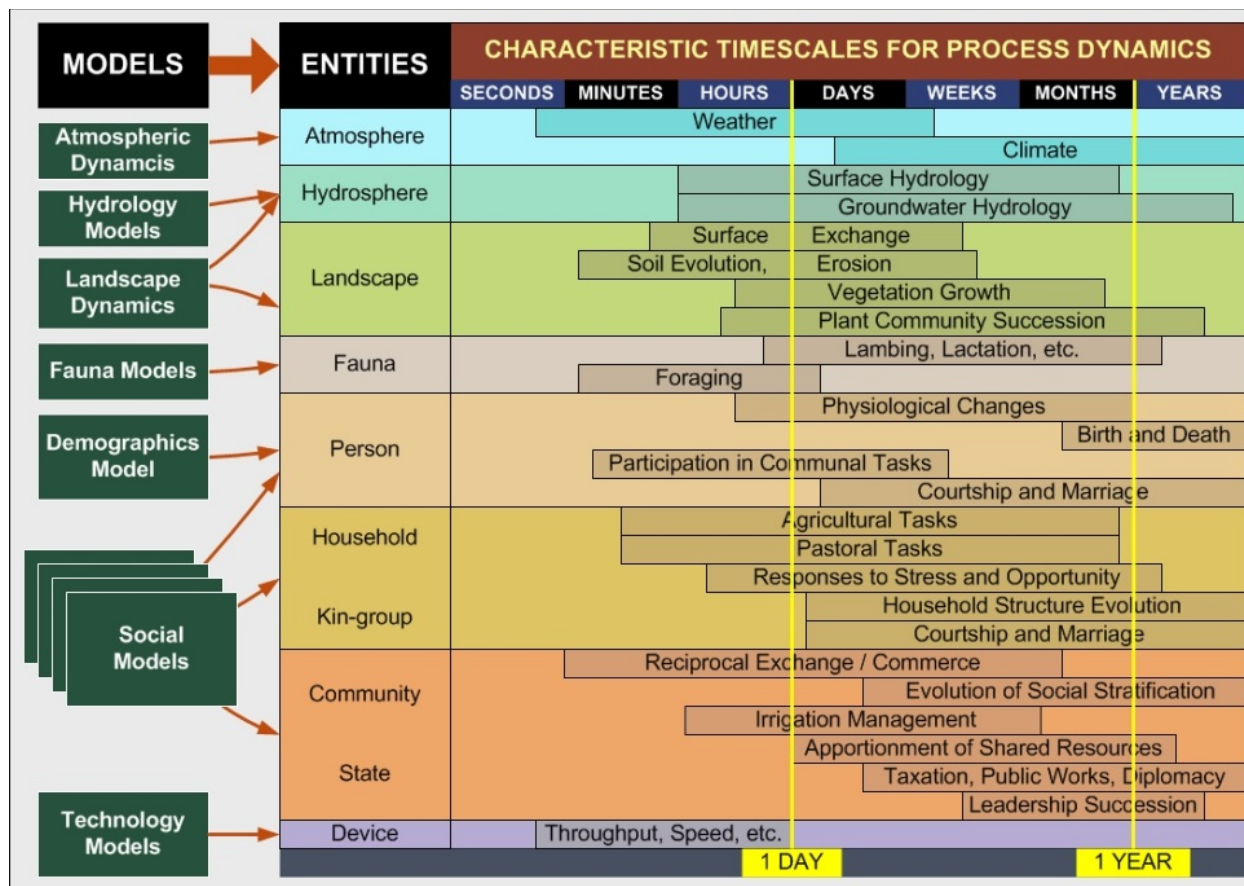 MODELS
ENTITIES
CHARACTERISTIC TIMESCALES FOR PROCESS DYNAMICS
SECONDS MINUTES HOURS DAYS WEEKS MONTHS YEARS
Atmospheric
Dynamcis
Hydrology
Models
Landscape
Dynamics
Fauna Models
Demographics
Model
Social
Models
Technology
Models
Atmosphere
Weather
Climate
Hydrosphere
Surface Hydrology
Groundwater Hydrology
Landscape
Surface Exchange
Soil Evolution, Erosion
Vegetation Growth
Plant Community Succession
Fauna
Lambing, Lactation, etc.
Foraging
Person
Physiological Changes
Birth and Death
Participation in Communal Tasks
Courtship and Marriage
Household
Kin-group
Agricultural Tasks
Pastoral Tasks
Responses to Stress and Opportunity
Household Structure Evolution
Courtship and Marriage
Community
State
Reciprocal Exchange / Commerce
Evolution of Social Stratification
Irrigation Management
Apportionment of Shared Resources
Taxation, Public Works, Diplomacy
Leadership Succession
Device
Throughput, Speed, etc.
1 DAY
1 YEAR